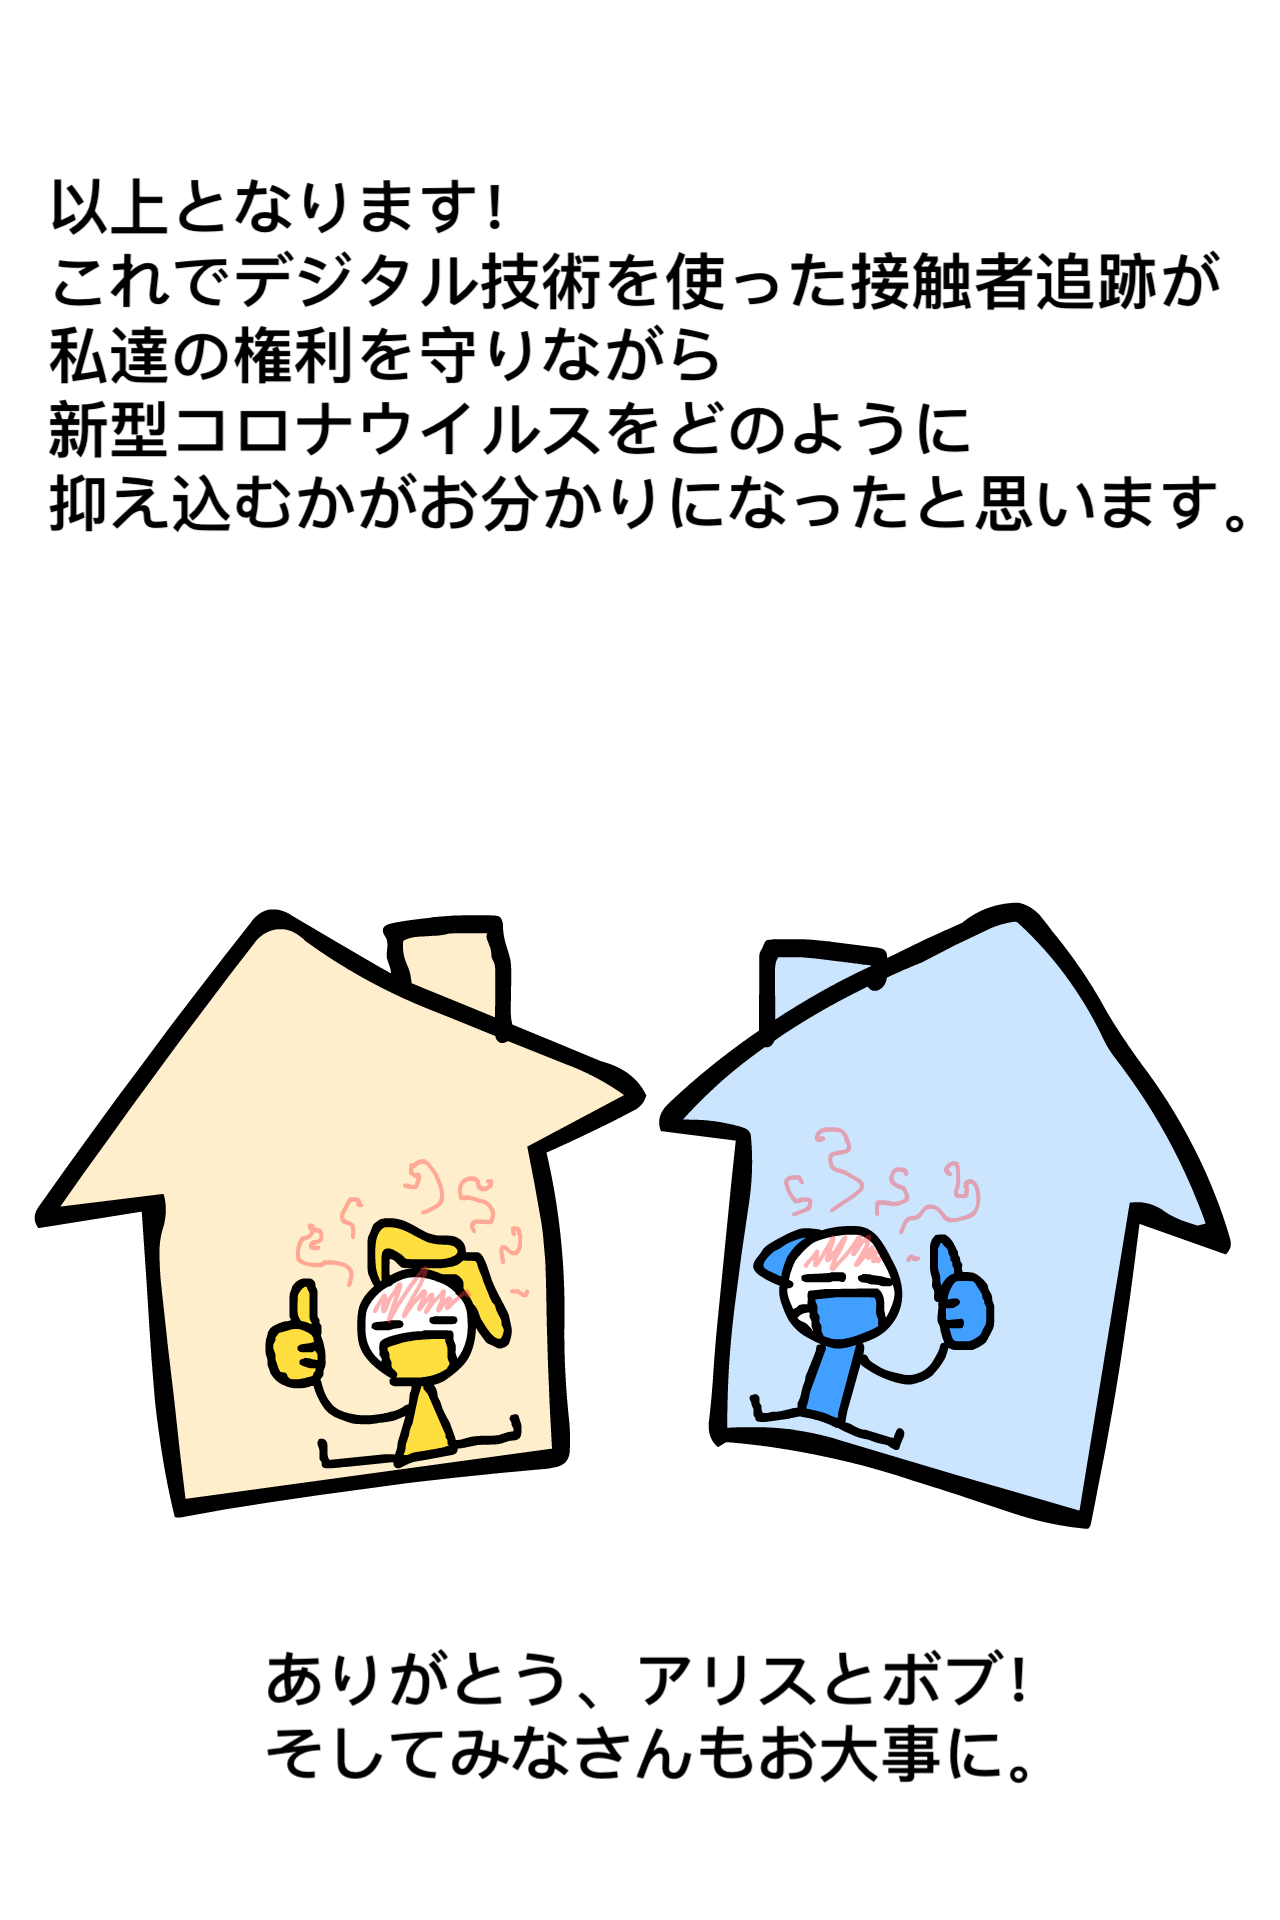 以上となります!
これでデジタル技術を使った接触者追跡が
私達の権利を守りながら
新型コロナウイルスをどのように
抑え込むかがお分かりになったと思います。
ありがとう、アリスとボブ!
そしてみなさんもお大事に。